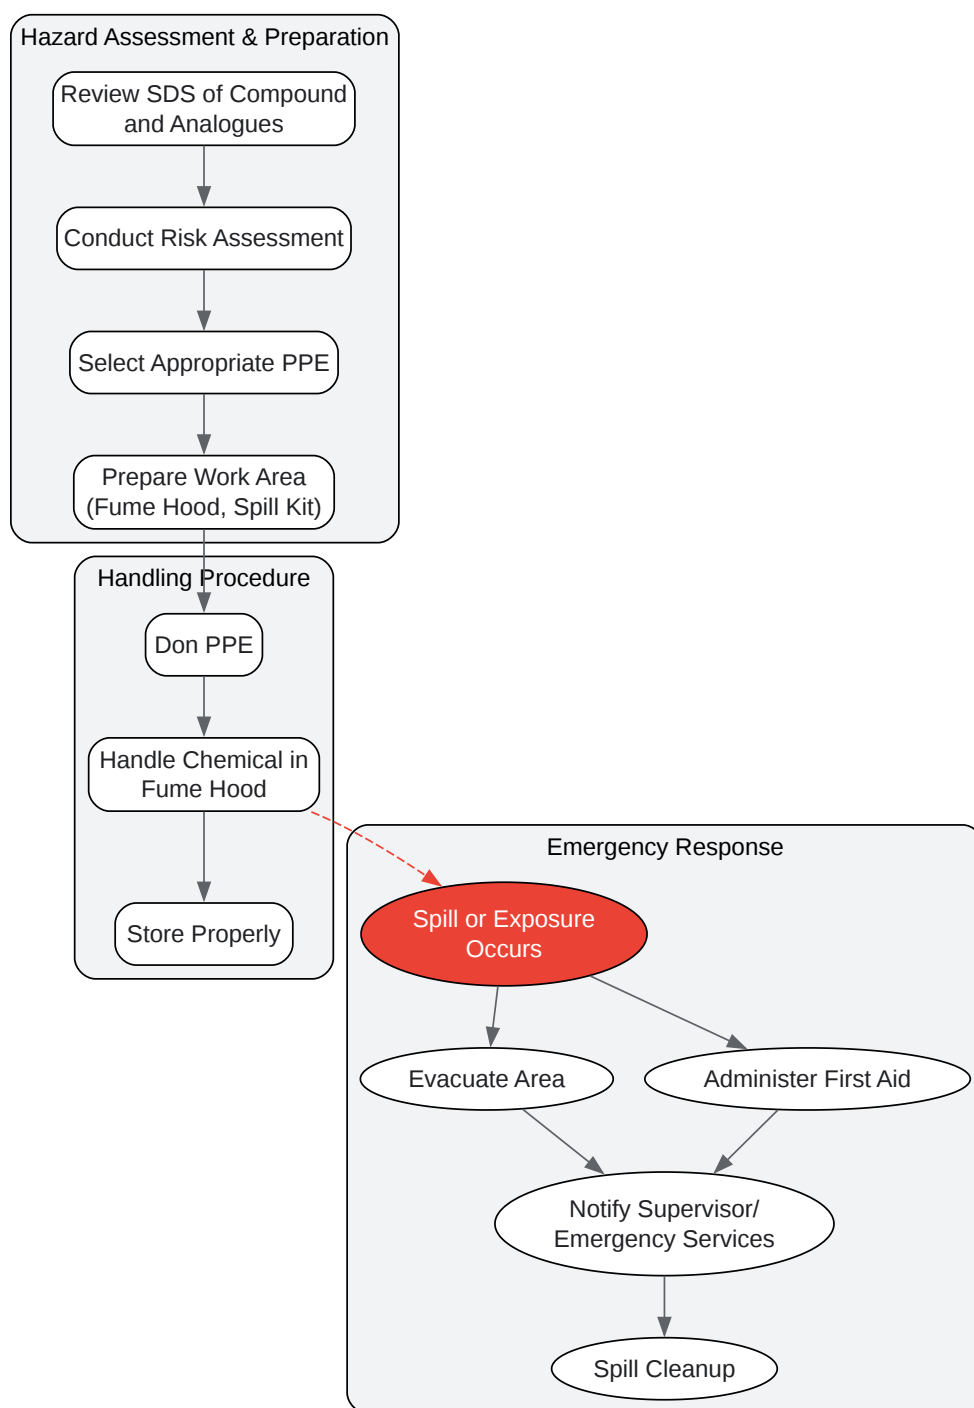 Hazard Assessment & Preparation
Review SDS of Compound
and Analogues
Conduct Risk Assessment
Select Appropriate PPE
Prepare Work Area
(Fume Hood, Spill Kit)
Handling Procedure
Don PPE
Handle Chemical in
Fume Hood
Store Properly
Emergency Response
Spill or Exposure
Occurs
Evacuate Area
Administer First Aid
Notify Supervisor/
Emergency Services
Spill Cleanup